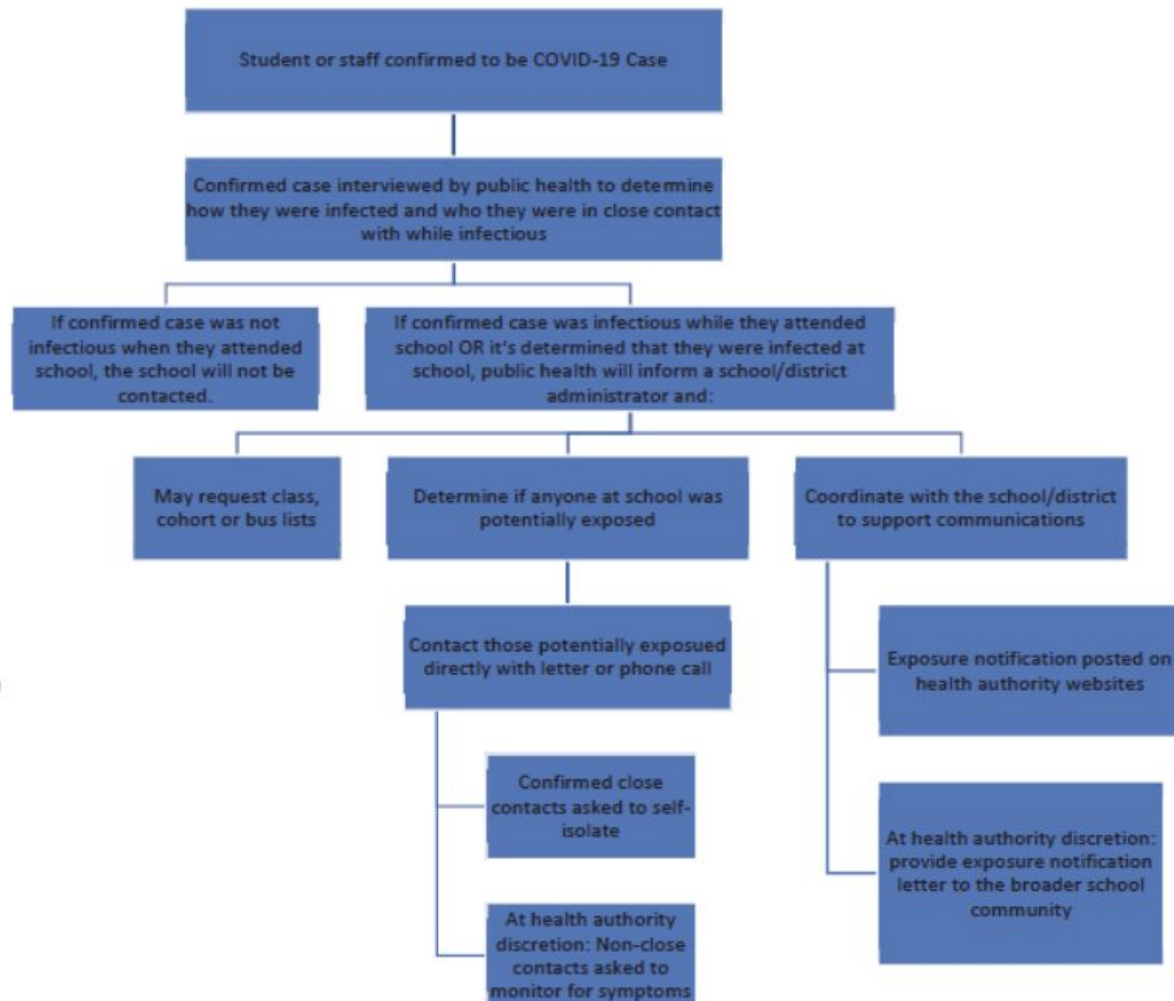 Student or staff confirmed to be COVID-19 Case
Confirmed case interviewed by public health to determine
how they were infected and who they were in close contact
with while infectious
If confirmed case was not
infectious when they attended
school, the school will not be
contacted.
If confirmed case was infectious while they attended
school OR it's determined that they were infected at
school, public health will inform a school/district
administrator and:
May request class,
cohort or bus lists
Determine if anyone at school was
potentially exposed
Contact those potentially exposued
directly with letter or phone call
Confirmed close
contacts asked to self-
isolate
At health authority
discretion: Non-close
contacts asked to
monitor for symptoms
Coordinate with the school/district
to support communications
Exposure notification posted on
health authority websites
At health authority discretion:
provide exposure notification
letter to the broader school
community